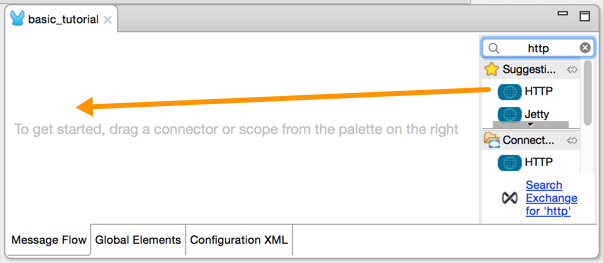 basic_tutorial
http
Suggesti...
HTTP
Jetty
To get started, drag a connector or scope from the palette on the right
Connect...
HTTP
Search
Exchange
for 'http'
Message Flow
Global Elements
Configuration XML